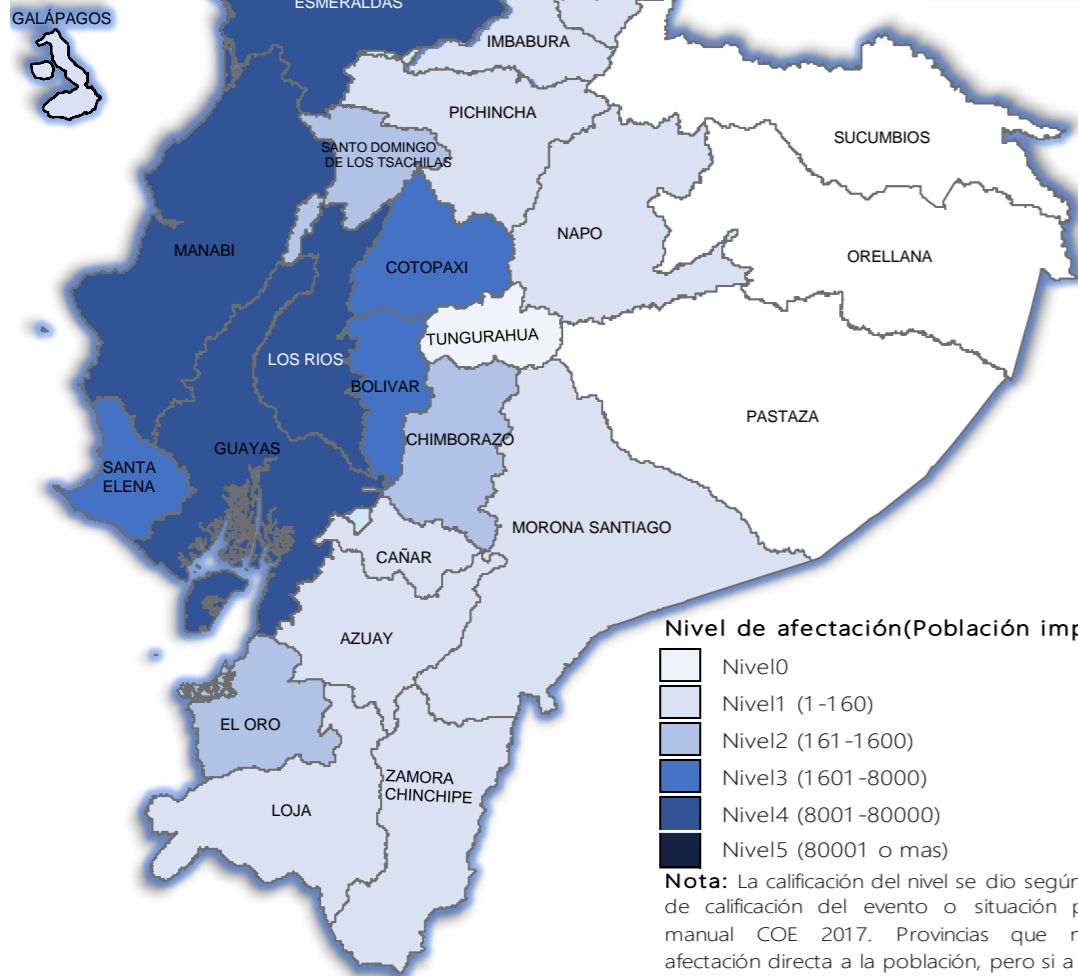 ESMERALDAS
GALÁPAGOS
IMBABURA
PICHINCHA
SUCUMBIOS
SANTO DOMINGO
DE LOS TSACHILAS
NAPO
MANABI
ORELLANA
COTOPAXI
TUNGURAHUA
LOS RIOS
BOLIVAR
PASTAZA
CHIMBORAZO
GUAYAS
SANTA
ELENA
MORONA SANTIAGO
CAÑAR
AZUAY
EL ORO
ZAMORA
CHINCHIPE
LOJA
Nivel de afectación(Población imp
Nivel0
Nivel1 (1-160)
Nivel2 (161-1600)
Nivel3 (1601-8000)
Nivel4 (8001-80000)
Nivel5 (80001 o mas)
Nota: La calificación del nivel se dio según
de calificación del evento o situación p
manual COE 2017. Provincias que n
afectación directa a la población, pero si a